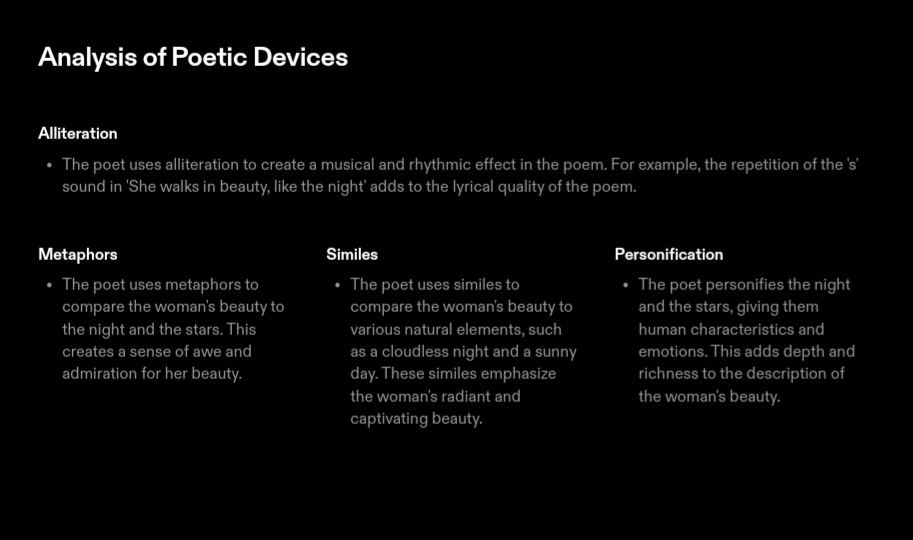 Analysis of Poetic Devices
Alliteration
• The poet uses alliteration to create a musical and rhythmic effect in the poem. For example, the repetition of the 's'
sound in 'She walks in beauty, like the night' adds to the lyrical quality of the poem.
Metaphors
• The poet uses metaphors to
compare the woman's beauty to
the night and the stars. This
creates a sense of awe and
admiration for her beauty.
Similes
• The poet uses similes to
compare the woman's beauty to
various natural elements, such
as a cloudless night and a sunny
day. These similes emphasize
the woman's radiant and
captivating beauty.
Personification
• The poet personifies the night
and the stars, giving them
human characteristics and
emotions. This adds depth and
richness to the description of
the woman's beauty.